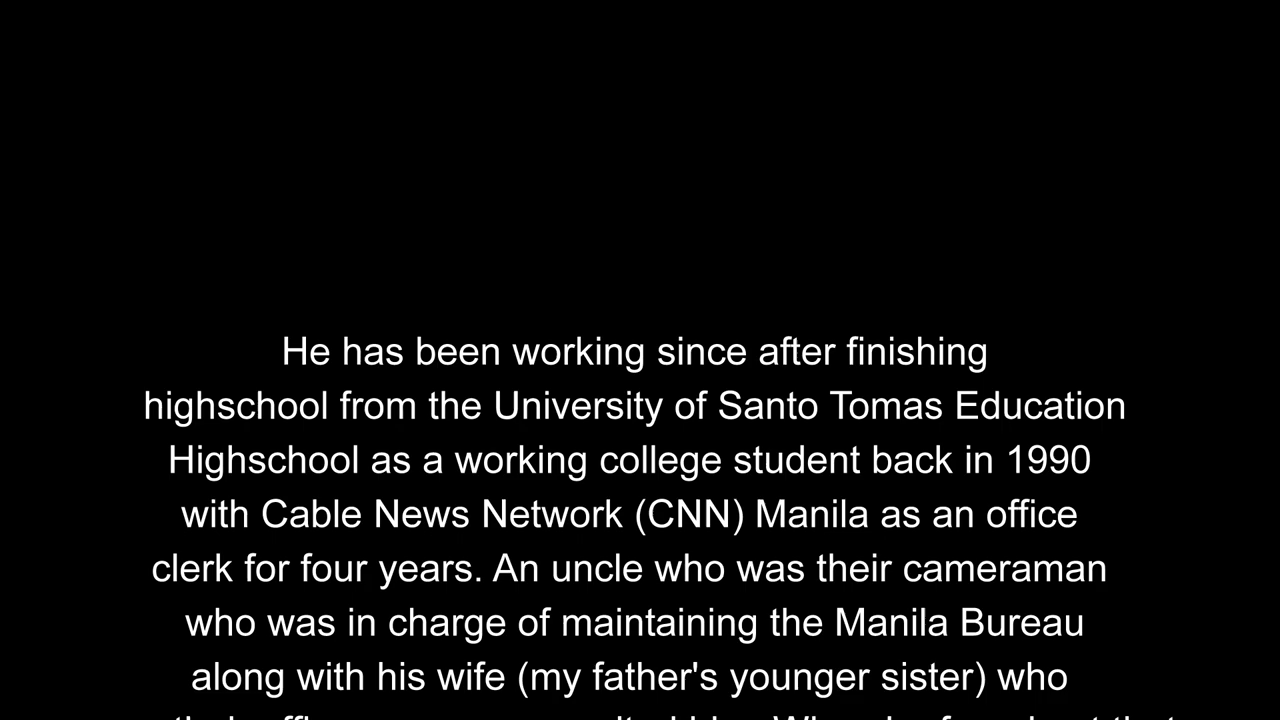 He has been working since after finishing
highschool from the University of Santo Tomas Education
Highschool as a working college student back in 1990
with Cable News Network (CNN) Manila as an office
clerk for four years. An uncle who was their cameraman
who was in charge of maintaining the Manila Bureau
along with his wife (my father's younger sister) who